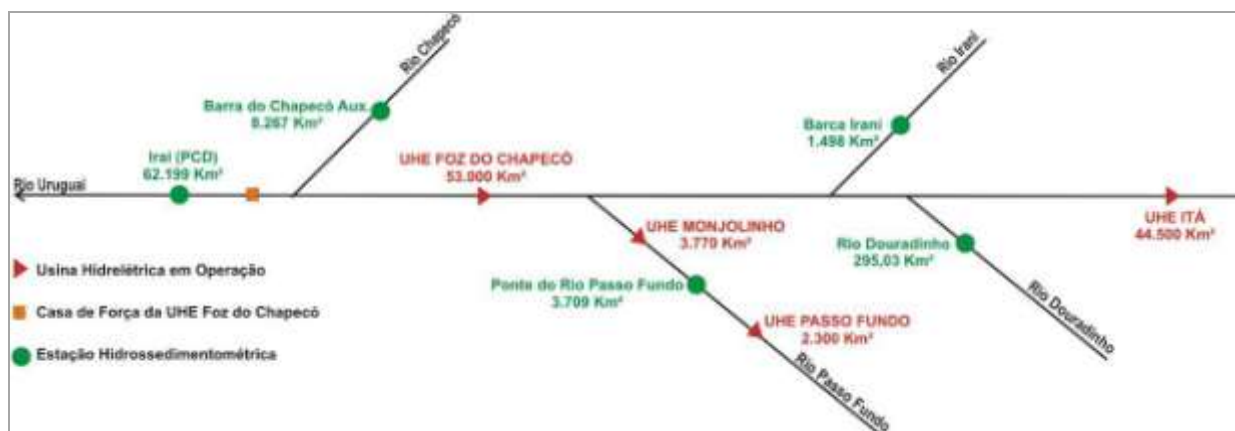 Rio Chapecó
Barra do Chapecó Aux.
8.267 Km²
Iraí (PCD)
62.199 Km²
Rio Uruguai
UHE FOZ DO CHAPECÓ
53.000 Km²
Rio Irani
Barca Irani
1.498 Km²
UHE ITÁ
44.500 Km²
UHE MONJOLINHO
3.770 Km²
Rio Douradinho
295,03 Km²
Ponte do Rio Passo Fundo
3.709 Km²
UHE PASSO FUNDO
2.300 Km²
Rio Douradinho
Rio Passo Fundo
Usina Hidrelétrica em Operação
Casa de Força da UHE Foz do Chapecó
Estação Hidrossedimentométrica